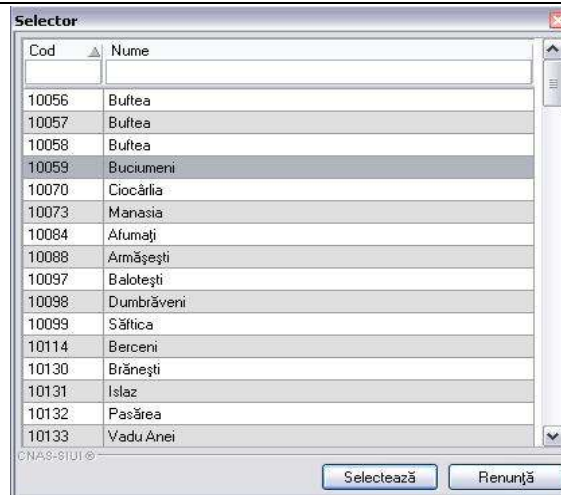 Selector
Cod Nume
10056 Buftea
10057 Buftea
10058 Buftea
10059 Buciumeni
10070 Ciocârlia
10073 Manasia
10084 Afumaţi
10088 Armăşeşti
10097 Baloteşti
10098 Dumbrăveni
10099 Săftica
10114 Berceni
10130 Brăneşti
10131 Islaz
10132 Pasărea
10133 Vadu Anei
CNAS-SIUI ®
Selectează Renunţă